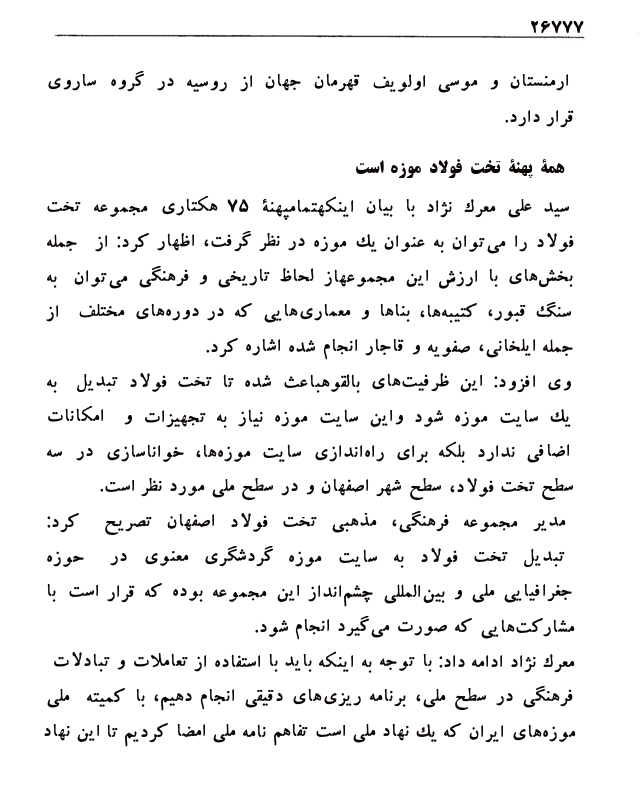 ۲۶۷۷۷
ارمنستان و موسی اولویف قهرمان جهان از روسیه در گروه ساروی
قرار دارد.
همهٔ پهنهٔ تخت فولاد موزه است
سید علی معرك نژاد با بیان اینکهتمامیپهنهٔ ۷۵ هکتاری مجموعه تخت
فولاد را می‌توان به عنوان یك موزه در نظر گرفت، اظهار کرد: از جمله
بخش‌های با ارزش این مجموعهاز لحاظ تاریخی و فرهنگی می‌توان به
سنگ قبور، کتیبه‌ها، بناها و معماری‌هایی که در دوره‌های مختلف از
جمله ایلخانی، صفویه و قاجار انجام شده اشاره کرد.
وی افزود: این ظرفیت‌های بالقوهباعث شده تا تخت فولاد تبدیل به
یك سایت موزه شود واین سایت موزه نیاز به تجهیزات و امکانات
اضافی ندارد بلکه برای راه‌اندازی سایت موزه‌ها، خواناسازی در سه
سطح تخت فولاد، سطح شهر اصفهان و در سطح ملی مورد نظر است.
مدیر مجموعه فرهنگی، مذهبی تخت فولاد اصفهان تصریح کرد:
تبدیل تخت فولاد به سایت موزه گردشگری معنوی در حوزه
جغرافیایی ملی و بین‌المللی چشم‌انداز این مجموعه بوده که قرار است با
مشارکت‌هایی که صورت می‌گیرد انجام شود.
معرك نژاد ادامه داد: با توجه به اینکه باید با استفاده از تعاملات و تبادلات
فرهنگی در سطح ملی، برنامه ریزی‌های دقیقی انجام دهیم، با کمیته ملی
موزه‌های ایران که یك نهاد ملی است تفاهم نامه ملی امضا کردیم تا این نهاد